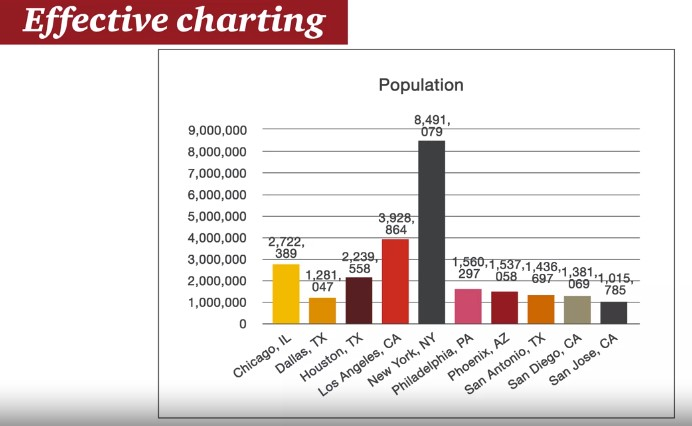 Effective charting
Population
9,000,000
8,000,000
7,000,000
6,000,000
5,000,000
4,000,000
3,000,000
2,000,000
1,000,000
0
2,722,
389
1,281,
047
2,239,
558
3,928,
864
8,491,
079
1,560,
297
1,537,
058
1,436,
697
1,381,
069
1,015,
785
Chicago, IL
Dallas, TX
Houston, TX
Los Angeles, CA
New York, NY
Philadelphia, PA
Phoenix, AZ
San Antonio, TX
San Diego, CA
San Jose, CA